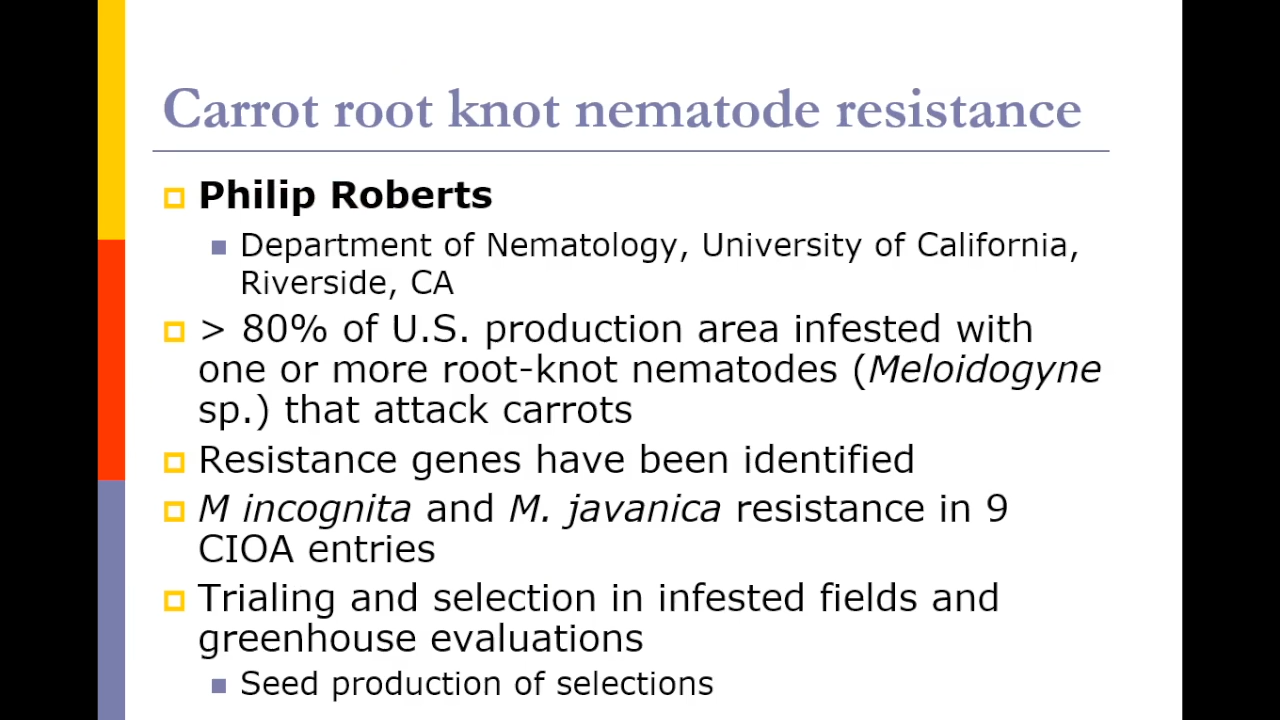 Carrot root knot nematode resistance
Philip Roberts
Department of Nematology, University of California,
Riverside, CA
> 80% of U.S. production area infested with
one or more root-knot nematodes (Meloidogyne
sp.) that attack carrots
Resistance genes have been identified
M incognita and M. javanica resistance in 9
CIOA entries
Trialing and selection in infested fields and
greenhouse evaluations
Seed production of selections